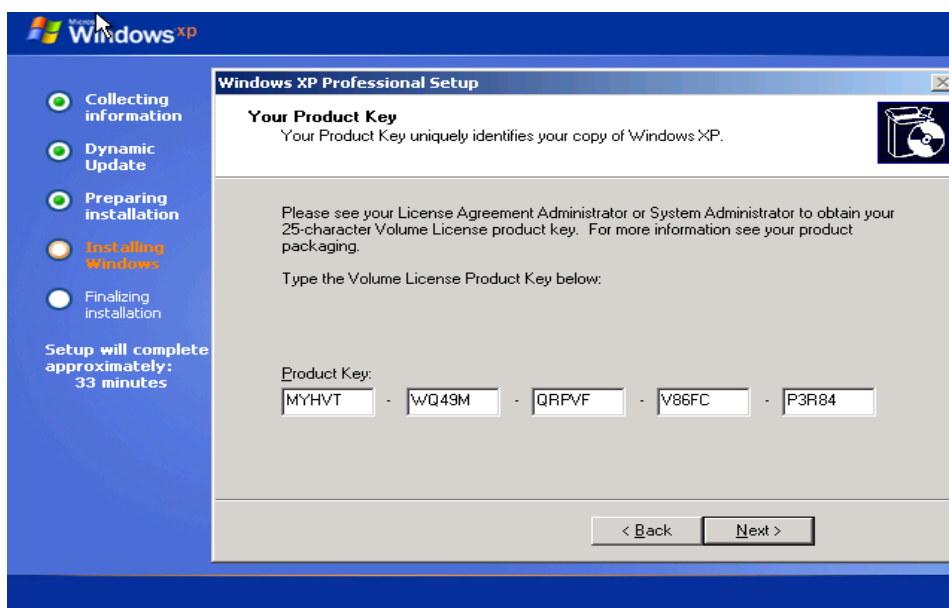 Micros
Windows xp
Collecting
information
Dynamic
Update
Preparing
installation
Installing
Windows
Finalizing
installation
Setup will complete
approximately:
33 minutes
Windows XP Professional Setup
Your Product Key
Your Product Key uniquely identifies your copy of Windows XP.
Please see your License Agreement Administrator or System Administrator to obtain your
25-character Volume License product key. For more information see your product
packaging.
Type the Volume License Product Key below:
Product Key:
MYHVT - WQ49M - QRPVF - V86FC - P3R84
< Back Next >